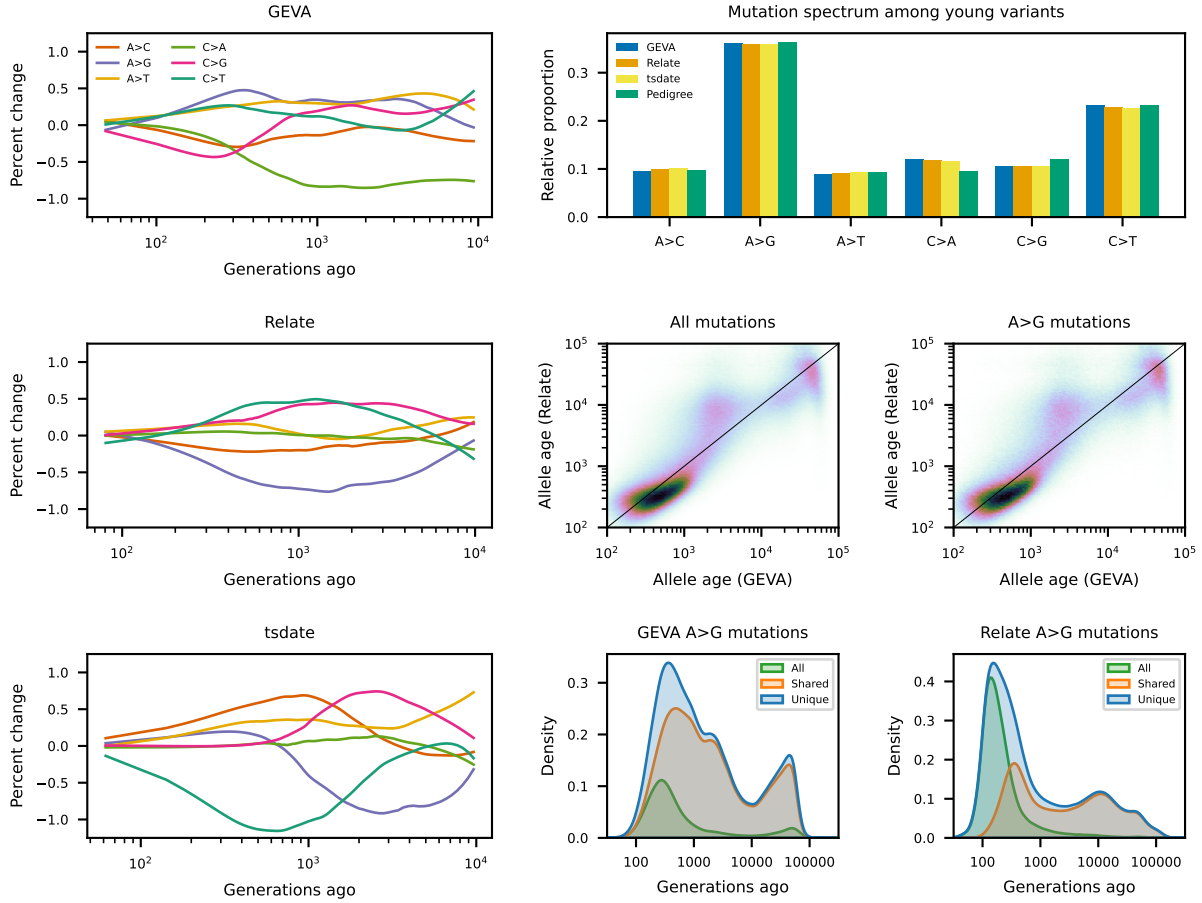 GEVA
Percent change
1.0
0.5
0.0
−0.5
−1.0
A>C
A>G
A>T
C>A
C>G
C>T
10²
10³
10⁴
Generations ago
Mutation spectrum among young variants
Relative proportion
0.3
0.2
0.1
0.0
GEVA
Relate
tsdate
Pedigree
A>C
A>G
A>T
C>A
C>G
C>T
Relate
Percent change
1.0
0.5
0.0
−0.5
−1.0
10²
10³
10⁴
Generations ago
All mutations
Allele age (Relate)
10⁵
10⁴
10³
10²
10²
10³
10⁴
10⁵
Allele age (GEVA)
A>G mutations
Allele age (Relate)
10⁵
10⁴
10³
10²
10²
10³
10⁴
10⁵
Allele age (GEVA)
tsdate
Percent change
1.0
0.5
0.0
−0.5
−1.0
10²
10³
10⁴
Generations ago
GEVA A>G mutations
Density
0.3
0.2
0.1
0.0
All
Shared
Unique
100
1000
10000
100000
Generations ago
Relate A>G mutations
Density
0.4
0.3
0.2
0.1
0.0
All
Shared
Unique
100
1000
10000
100000
Generations ago